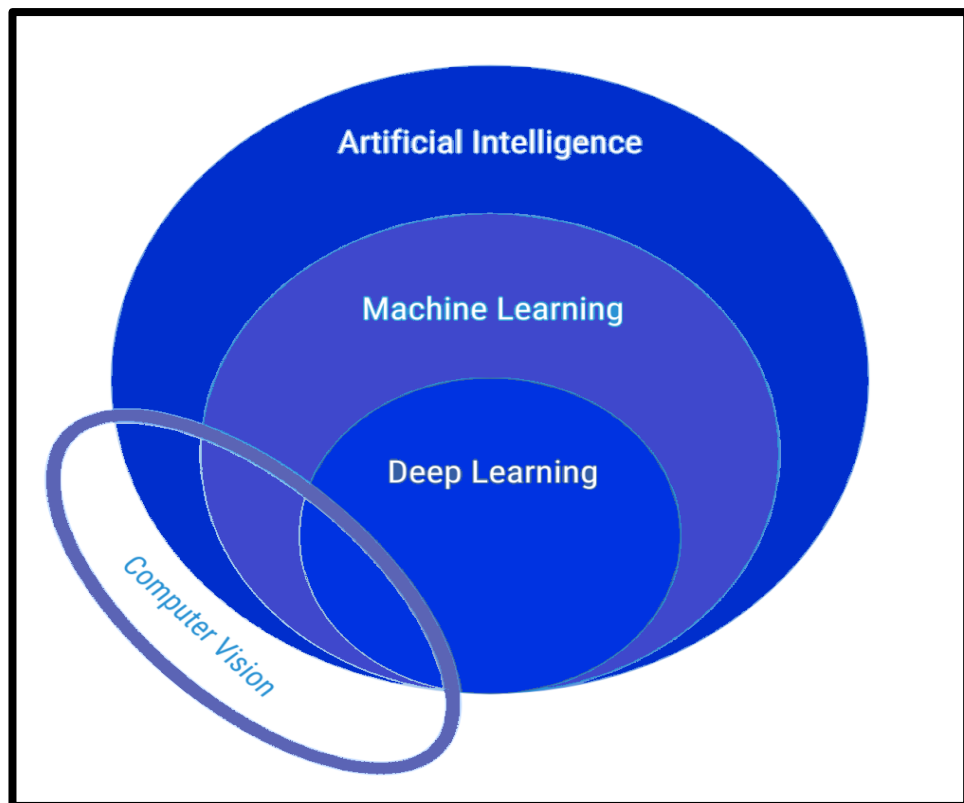 Artificial Intelligence
Machine Learning
Deep Learning
Computer Vision